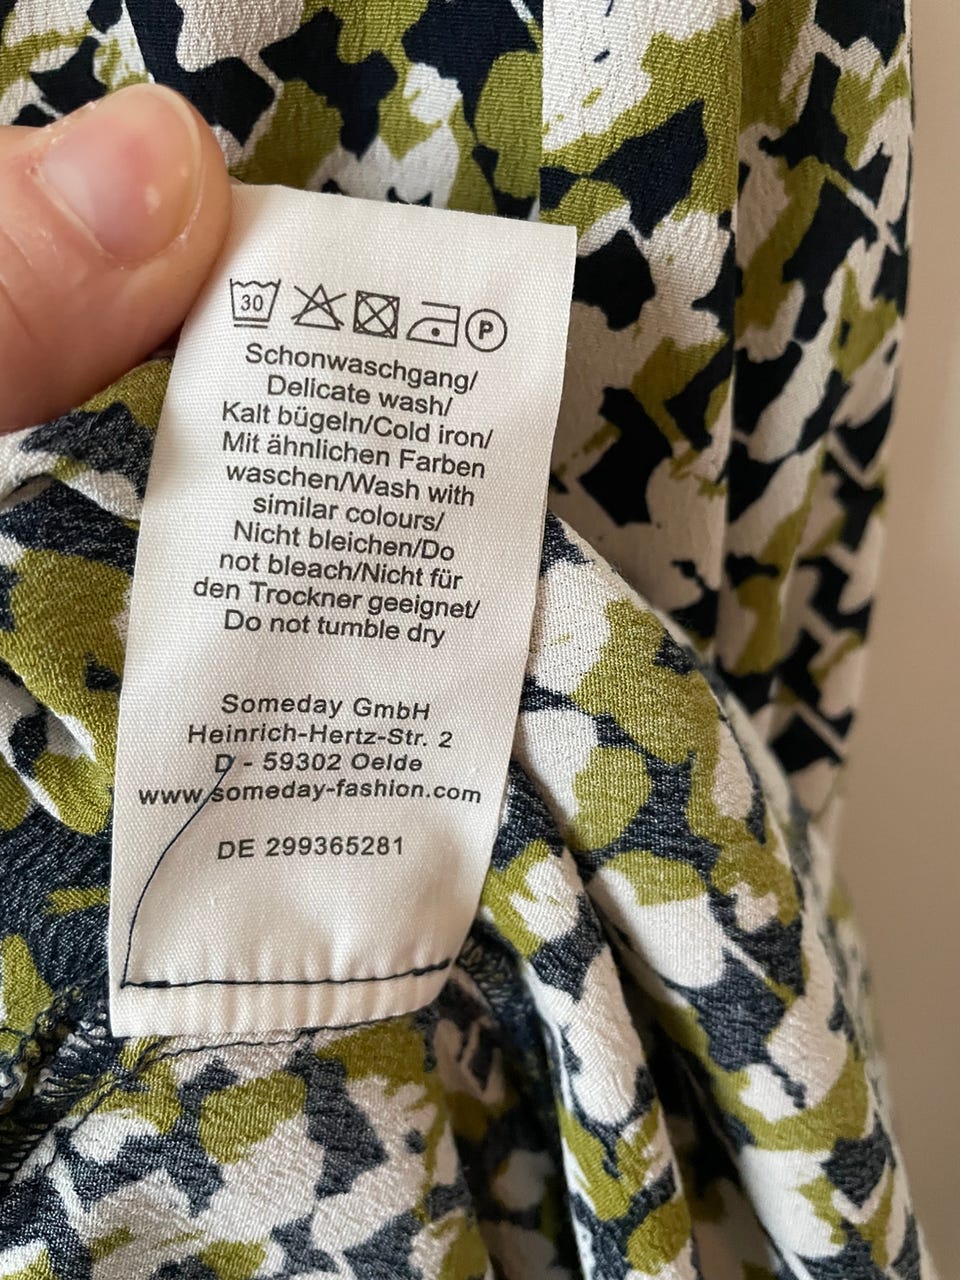 30 P
Schonwaschgang/
Delicate wash/
Kalt bügeln/Cold iron/
Mit ähnlichen Farben
waschen/Wash with
similar colours/
Nicht bleichen/Do
not bleach/Nicht für
den Trockner geeignet/
Do not tumble dry
Someday GmbH
Heinrich-Hertz-Str. 2
D - 59302 Oelde
www.someday-fashion.com
DE 299365281